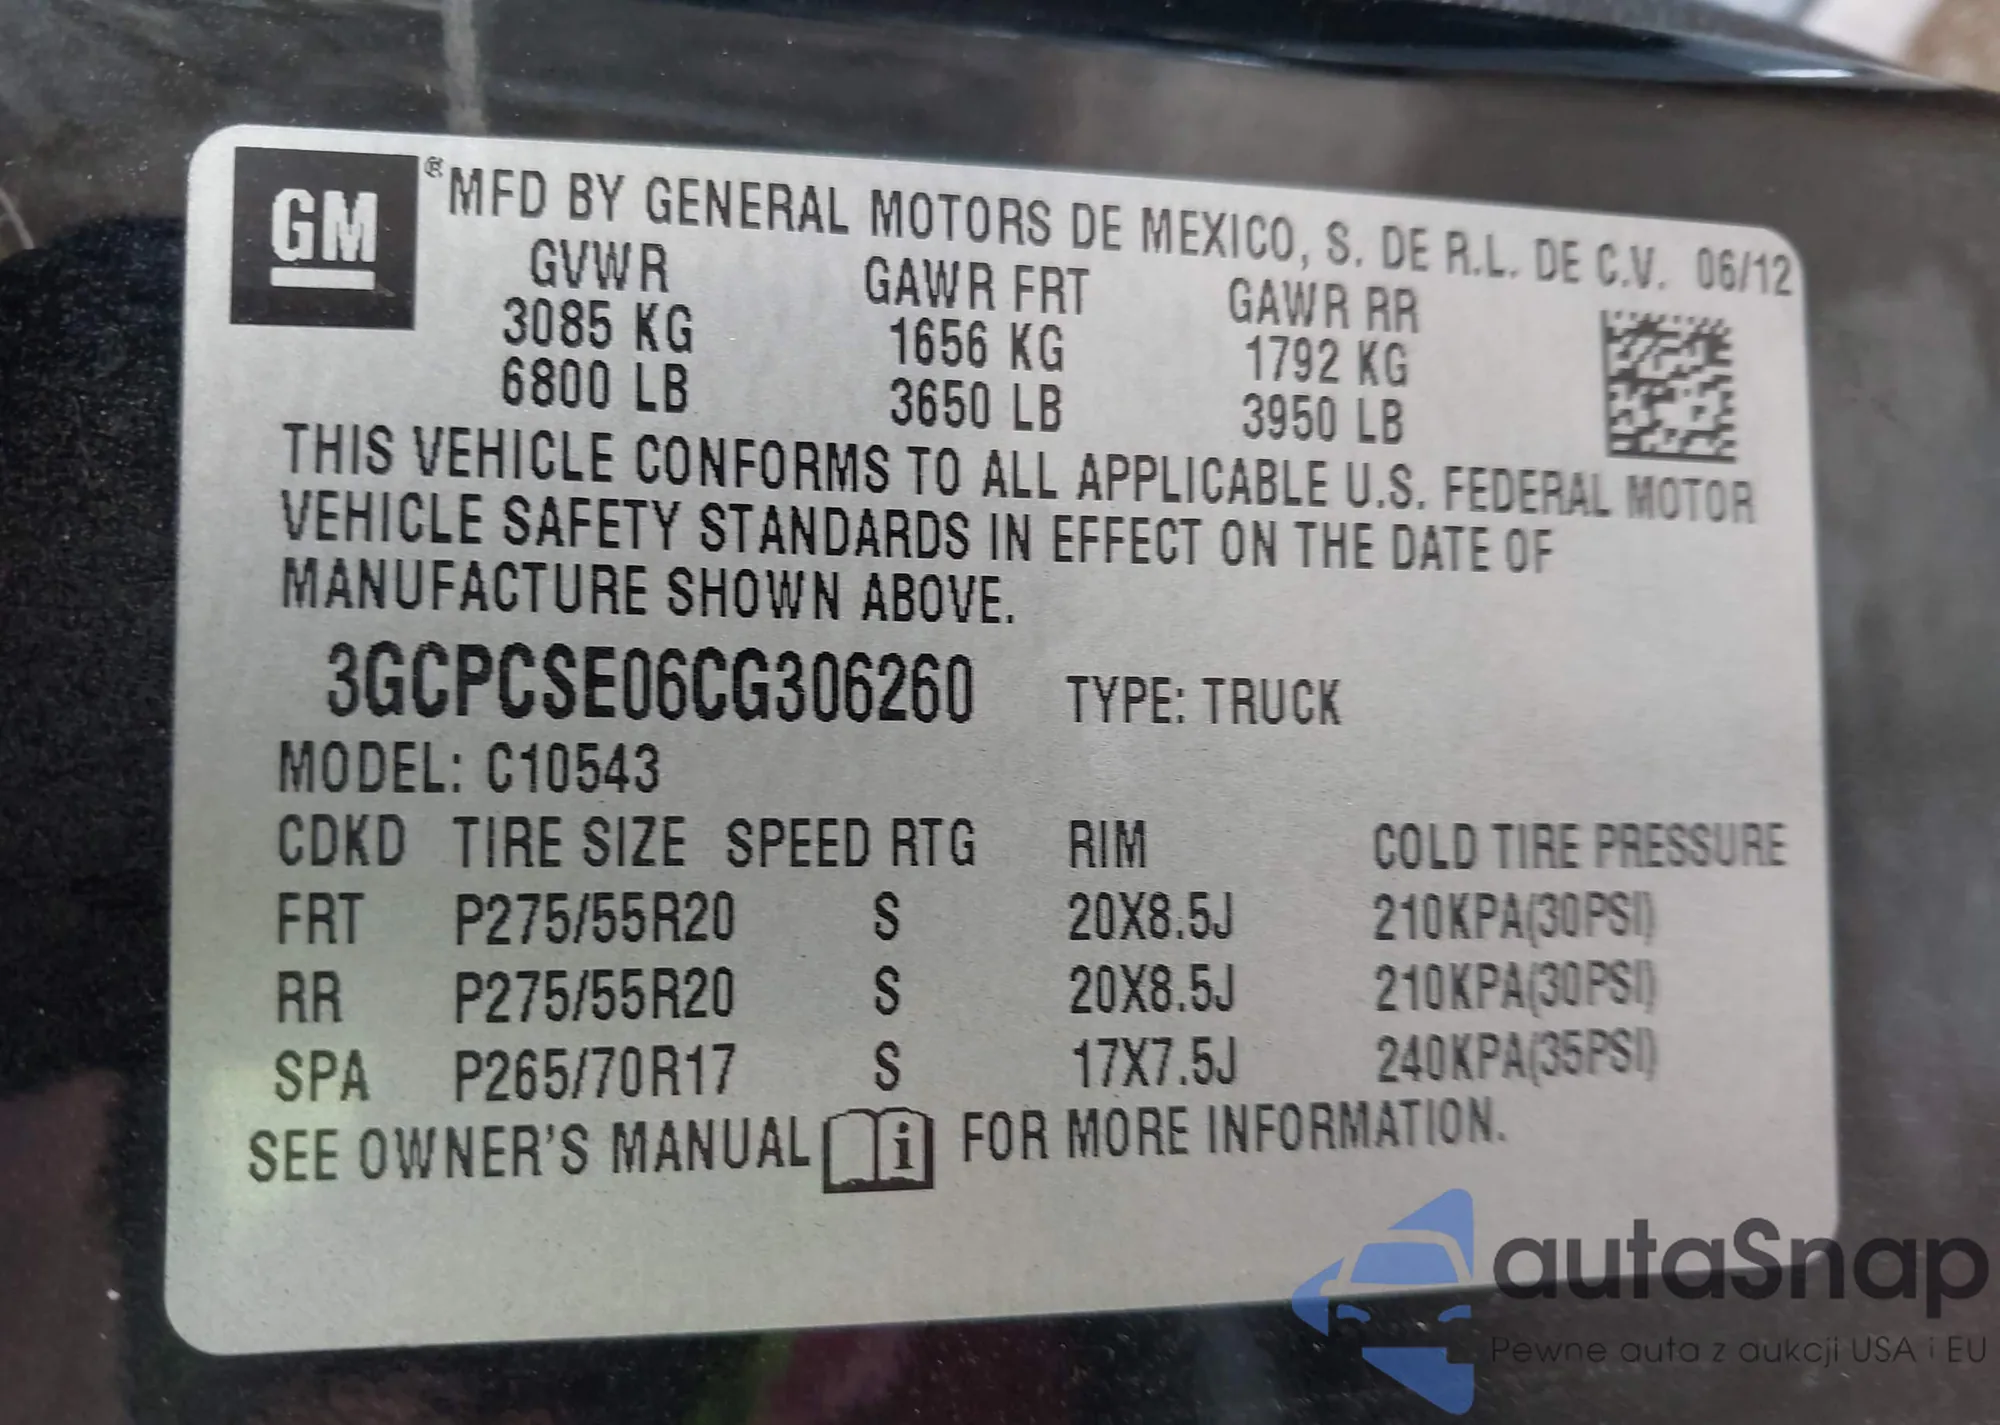 GM
® MFD BY GENERAL MOTORS DE MEXICO, S. DE R.L. DE C.V. 06/12
GVWR GAWR FRT GAWR RR
3085 KG 1656 KG 1792 KG
6800 LB 3650 LB 3950 LB
THIS VEHICLE CONFORMS TO ALL APPLICABLE U.S. FEDERAL MOTOR
VEHICLE SAFETY STANDARDS IN EFFECT ON THE DATE OF
MANUFACTURE SHOWN ABOVE.
3GCPCSE06CG306260 TYPE: TRUCK
MODEL: C10543
CDKD TIRE SIZE SPEED RTG RIM COLD TIRE PRESSURE
FRT P275/55R20 S 20X8.5J 210KPA(30PSI)
RR P275/55R20 S 20X8.5J 210KPA(30PSI)
SPA P265/70R17 S 17X7.5J 240KPA(35PSI)
SEE OWNER'S MANUAL i FOR MORE INFORMATION.
autaSnap
Pewne auta z aukcji USA i EU